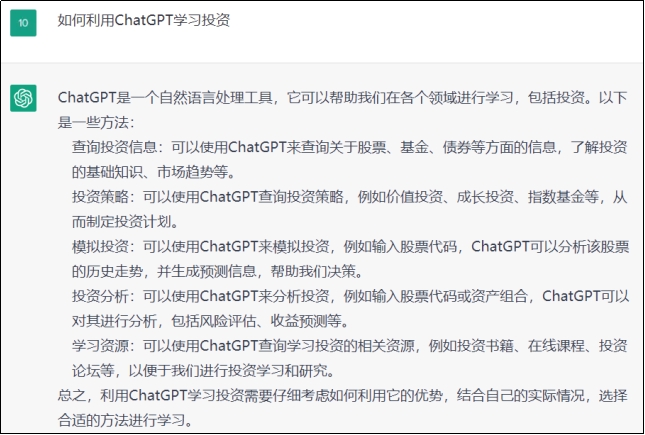 10
如何利用ChatGPT学习投资
ChatGPT是一个自然语言处理工具，它可以帮助我们在各个领域进行学习，包括投资。以下
是一些方法：
查询投资信息：可以使用ChatGPT来查询关于股票、基金、债券等方面的信息，了解投资
的基础知识、市场趋势等。
投资策略：可以使用ChatGPT查询投资策略，例如价值投资、成长投资、指数基金等，从
而制定投资计划。
模拟投资：可以使用ChatGPT来模拟投资，例如输入股票代码，ChatGPT可以分析该股票
的历史走势，并生成预测信息，帮助我们决策。
投资分析：可以使用ChatGPT来分析投资，例如输入股票代码或资产组合，ChatGPT可以
对其进行分析，包括风险评估、收益预测等。
学习资源：可以使用ChatGPT查询学习投资的相关资源，例如投资书籍、在线课程、投资
论坛等，以便于我们进行投资学习和研究。
总之，利用ChatGPT学习投资需要仔细考虑如何利用它的优势，结合自己的实际情况，选择
合适的方法进行学习。